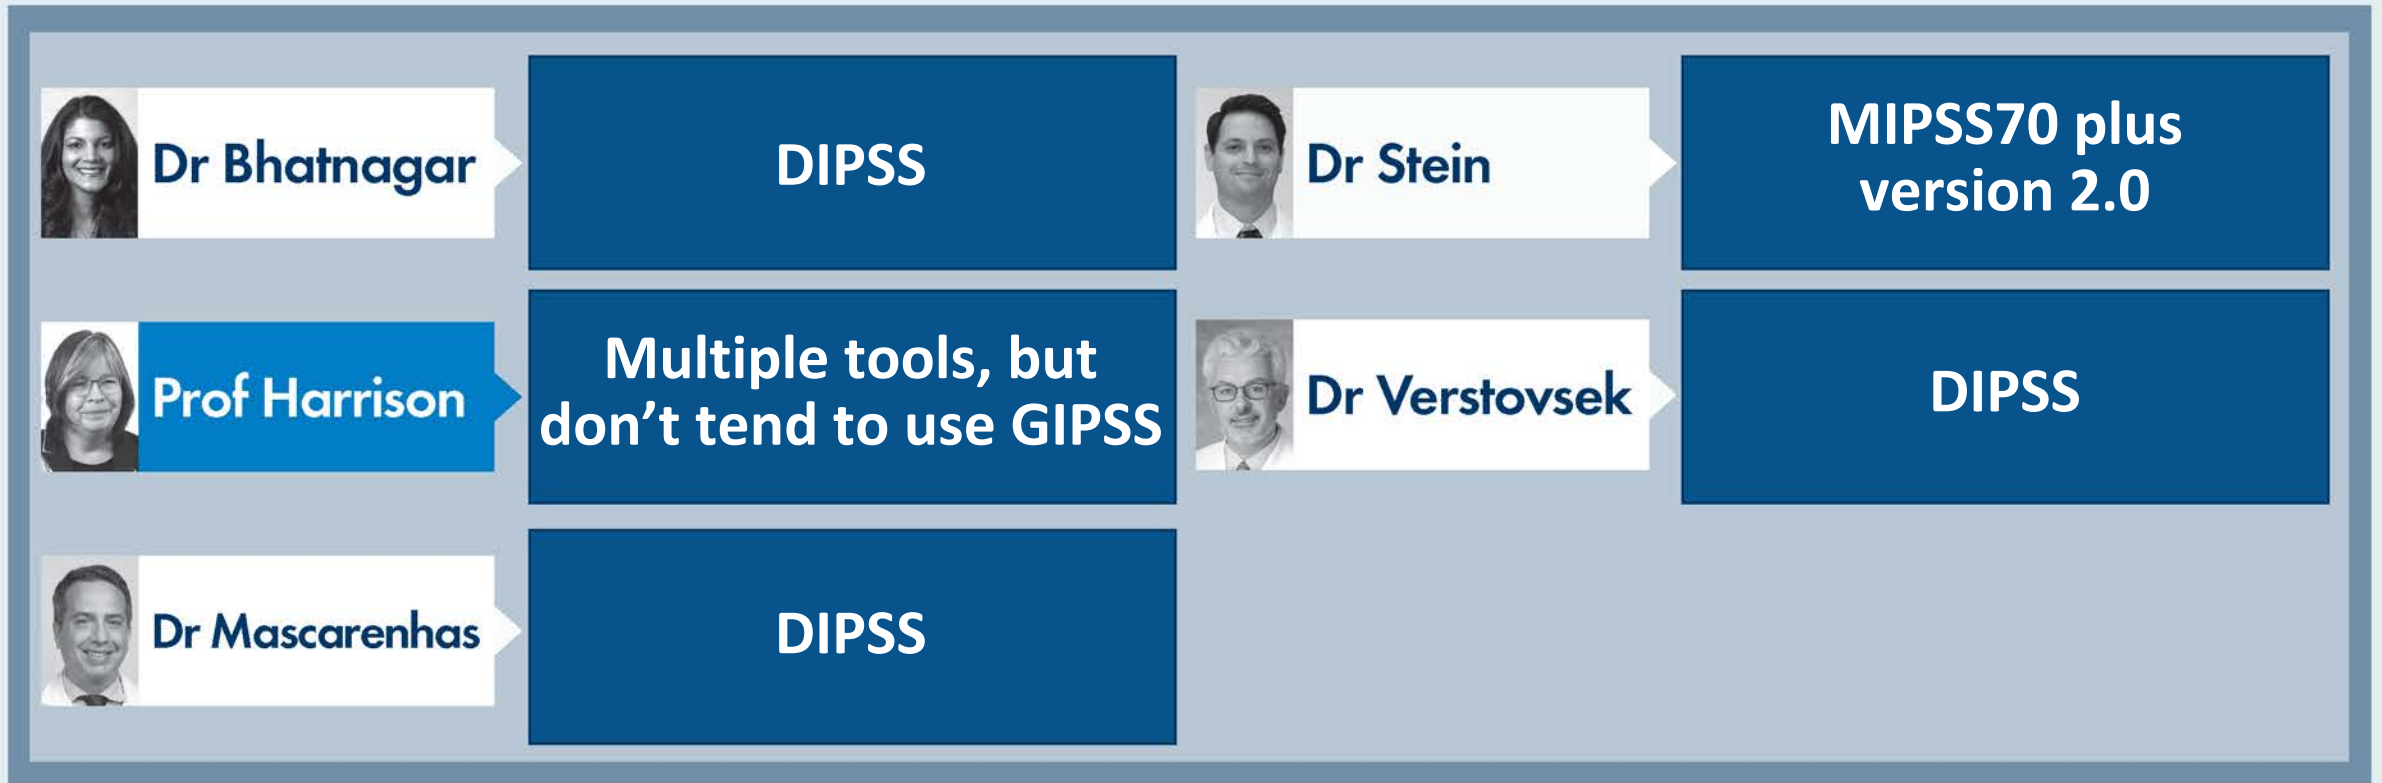 Dr Bhatnagar
DIPSS
Dr Stein
MIPSS70 plus
version 2.0
Prof Harrison
Multiple tools, but
don’t tend to use GIPSS
Dr Verstovsek
DIPSS
Dr Mascarenhas
DIPSS